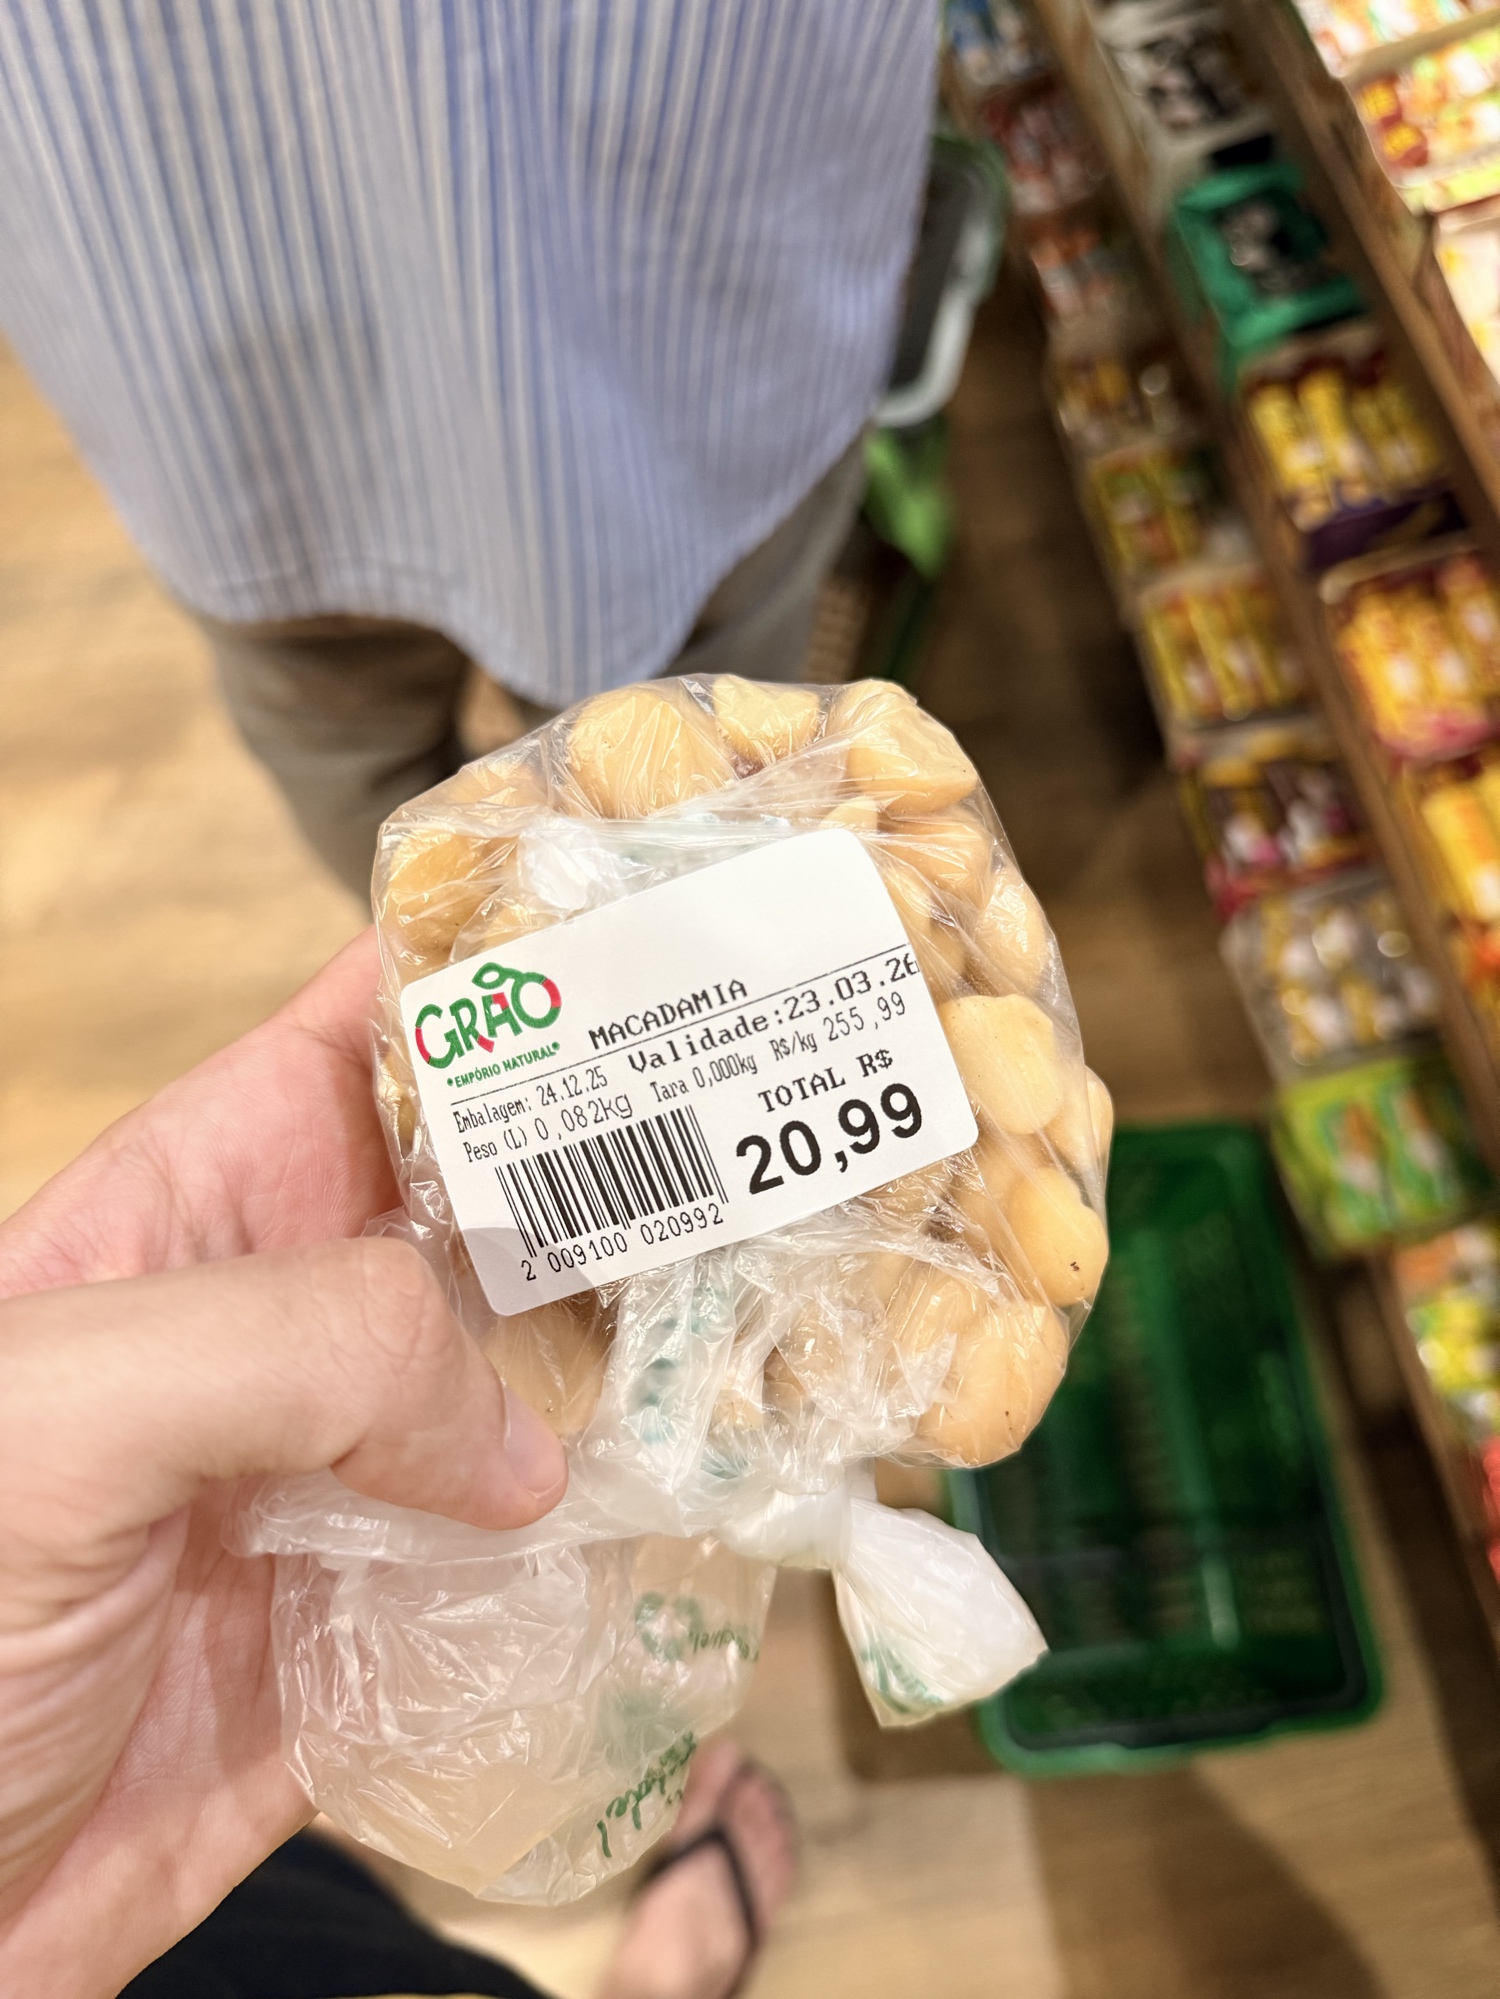 GRÃO
EMPÓRIO NATURAL®
MACADAMIA
Embalagem: 24.12.25 Validade:23.03.26
Peso (L) 0,082kg Tara 0,000kg R$/kg 255,99
TOTAL R$
20,99
2 009100 020992